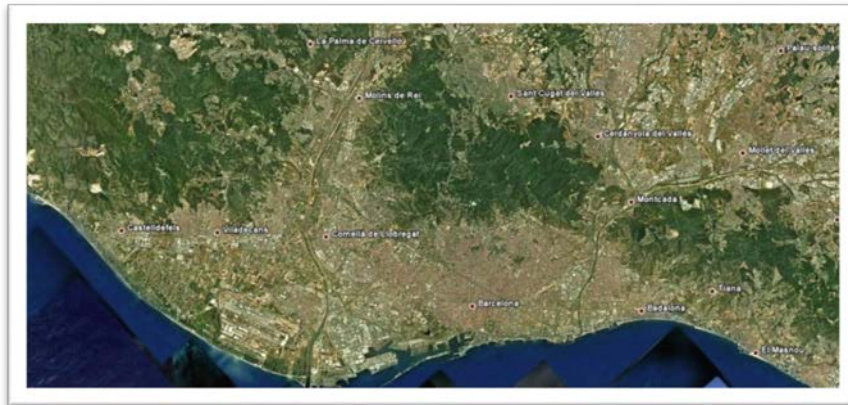 La Palma de Cervelló
Palau-solità i
Molins de Rei
Sant Cugat del Vallès
Cerdanyola del Vallès
Mollet del Vallès
Montcada i
Castelldefels
Viladecans
Cornellà de Llobregat
Tiana
Barcelona
Badalona
El Masnou